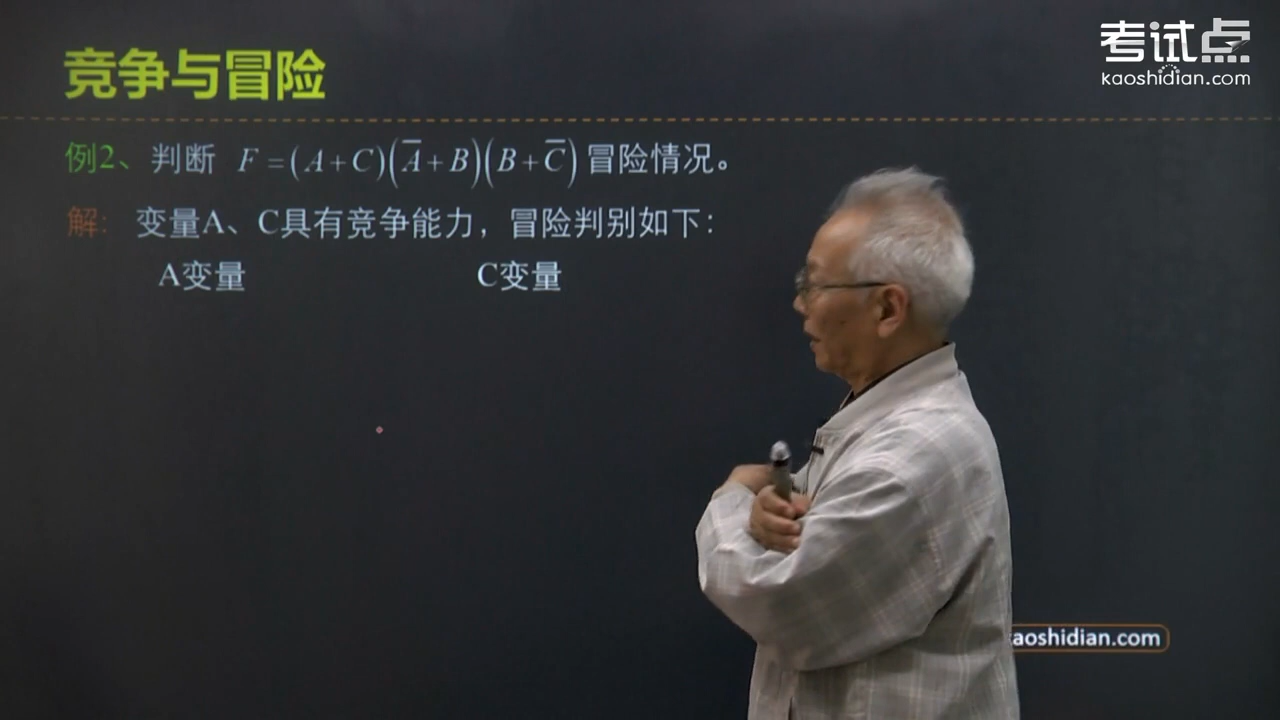 考试点
kaoshidian.com
竞争与冒险
例2、判断 F=(A+C)(A̅+B)(B+C̅) 冒险情况。
解: 变量A、C具有竞争能力，冒险判别如下：
A变量 C变量
kaoshidian.com